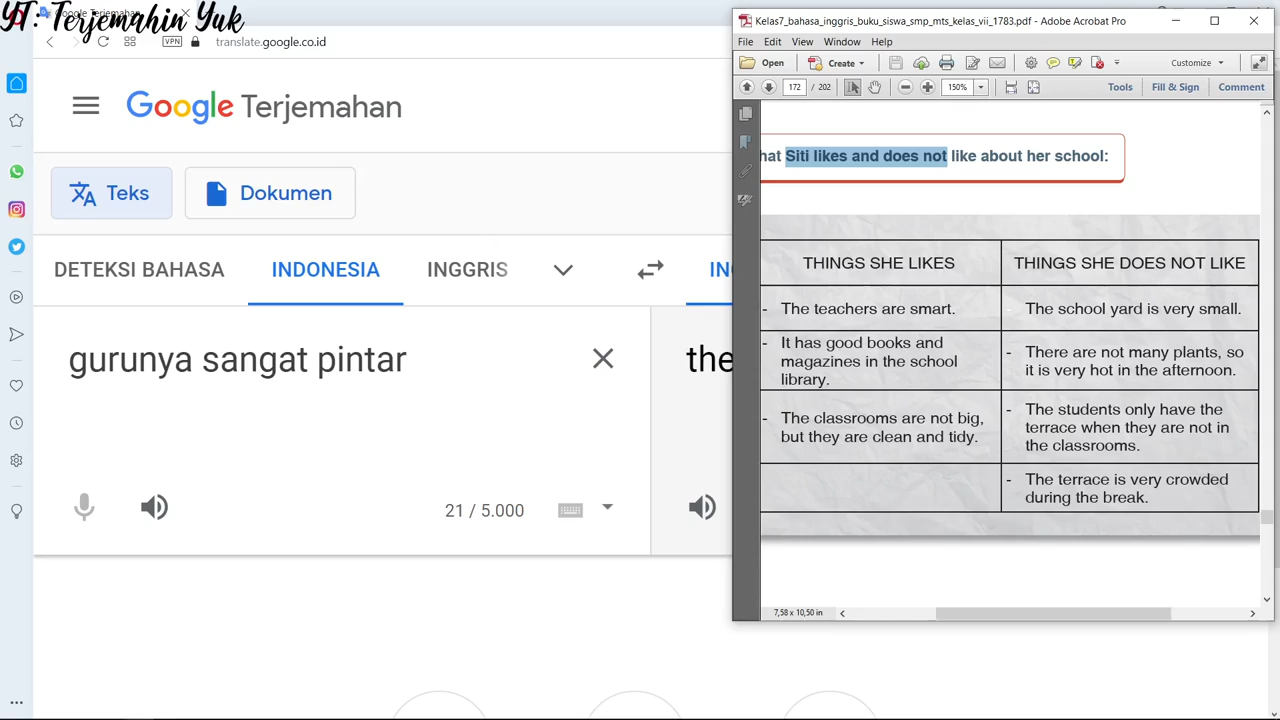 YT: Terjemahin Yuk
Google Terjemahan
VPN
translate.google.co.id
Google Terjemahan
Teks
Dokumen
DETEKSI BAHASA
INDONESIA
INGGRIS
gurunya sangat pintar
the
21 / 5.000
Kelas7_bahasa_inggris_buku_siswa_smp_mts_kelas_vii_1783.pdf - Adobe Acrobat Pro
File Edit View Window Help
Open
Create
Customize
172 / 202
150%
Tools
Fill & Sign
Comment
hat Siti likes and does not like about her school:
THINGS SHE LIKES
THINGS SHE DOES NOT LIKE
- The teachers are smart.
The school yard is very small.
- It has good books and
magazines in the school
library.
- There are not many plants, so
it is very hot in the afternoon.
- The classrooms are not big,
but they are clean and tidy.
- The students only have the
terrace when they are not in
the classrooms.
- The terrace is very crowded
during the break.
7,58 x 10,50 in